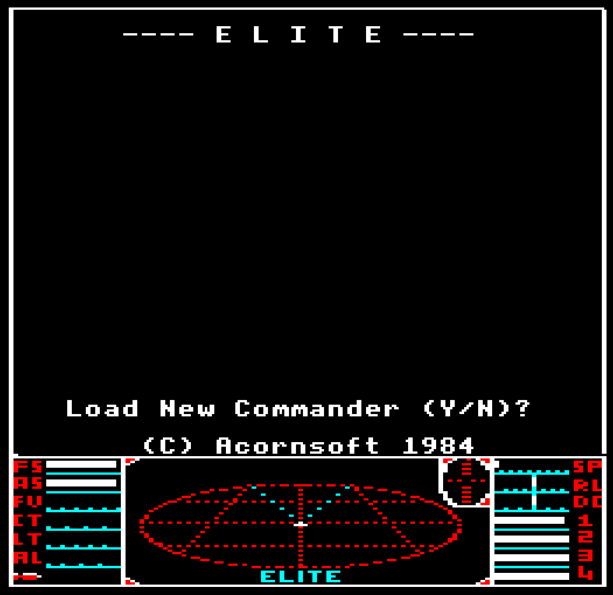 ---- E L I T E ----
Load New Commander (Y/N)?
(C) Acornsoft 1984
FS
AS
FU
CT
LT
AL
SP
RL
DC
1
2
3
4
ELITE